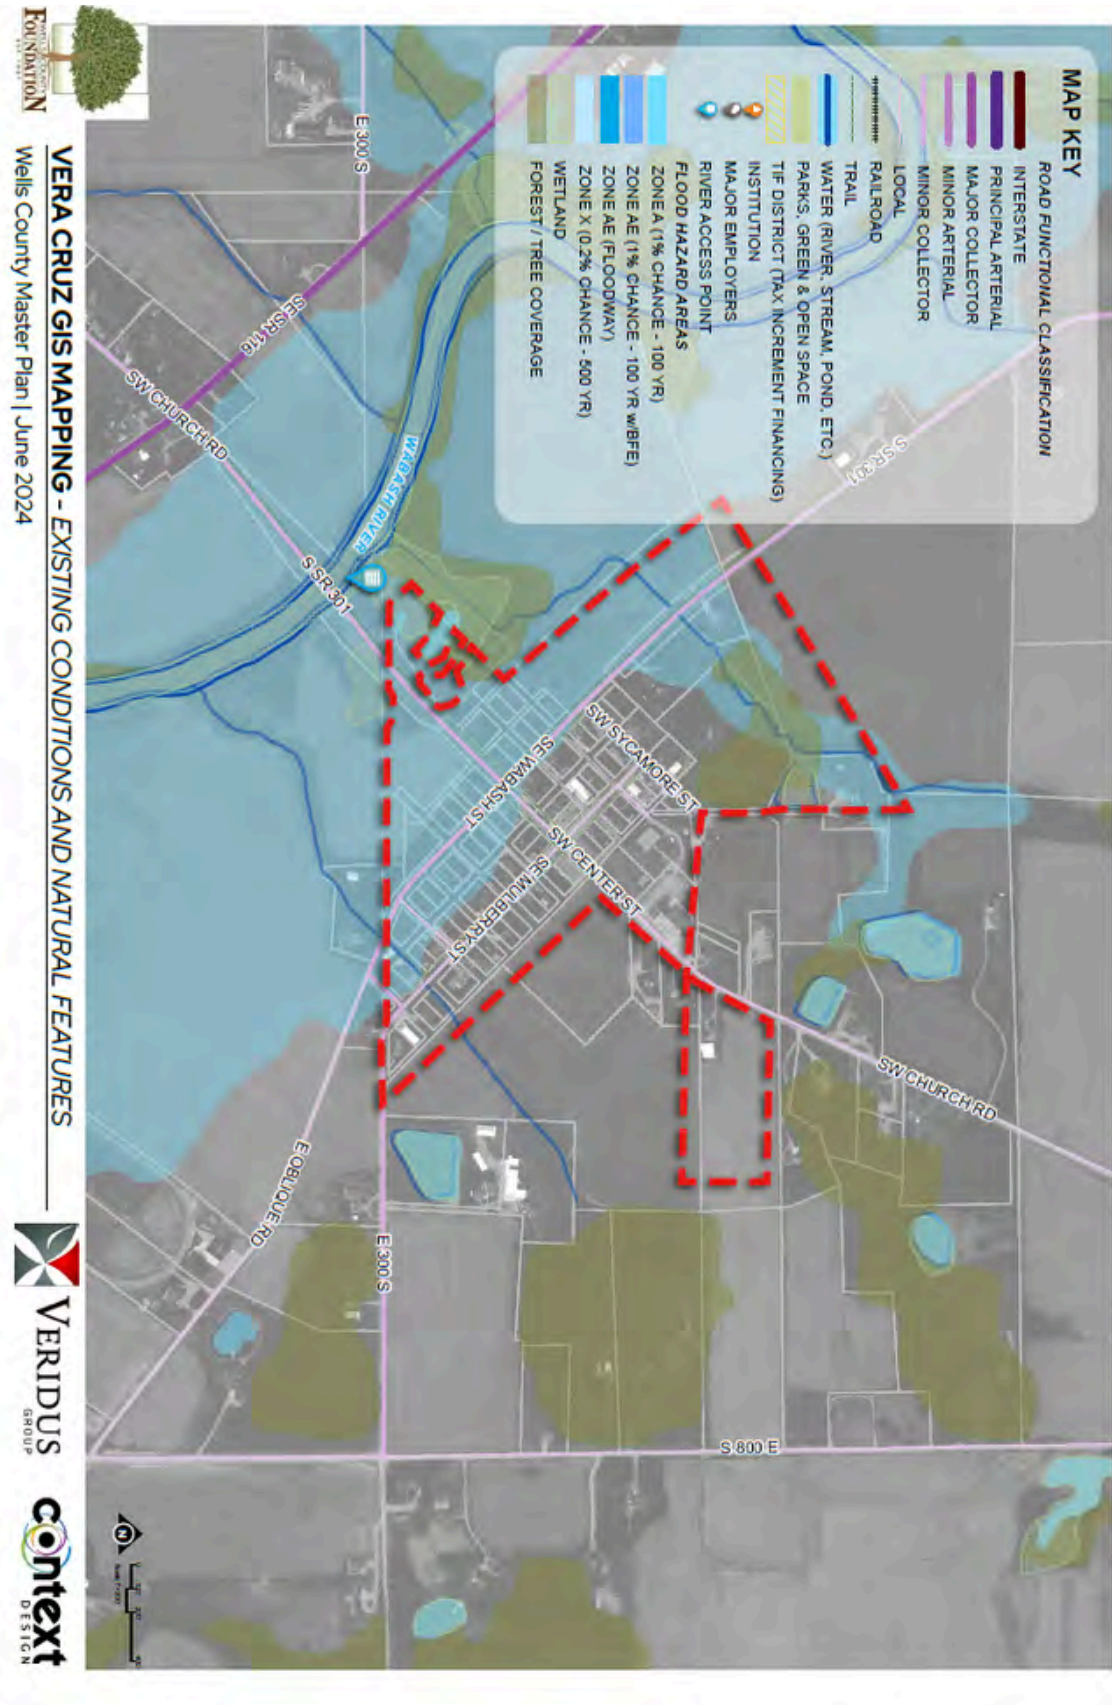 MAP KEY
ROAD FUNCTIONAL CLASSIFICATION
INTERSTATE
PRINCIPAL ARTERIAL
MAJOR COLLECTOR
MINOR ARTERIAL
MINOR COLLECTOR
LOCAL
RAILROAD
TRAIL
WATER (RIVER, STREAM, POND, ETC.)
PARKS, GREEN & OPEN SPACE
TIF DISTRICT (TAX INCREMENT FINANCING)
INSTITUTION
MAJOR EMPLOYERS
RIVER ACCESS POINT
FLOOD HAZARD AREAS
ZONE A (1% CHANCE - 100 YR)
ZONE AE (1% CHANCE - 100 YR w/BFE)
ZONE AE (FLOODWAY)
ZONE X (0.2% CHANCE - 500 YR)
WETLAND
FOREST / TREE COVERAGE
S SR 301
SW CHURCH RD
S 800 E
SW SYCAMORE ST
SW CENTER ST
SE WABASH ST
SE MULBERRY ST
WABASH RIVER
S SR 301
E 300 S
E 300 S
SE SR 116
SW CHURCH RD
E OBLIQUE RD
N
FOUNDATION
VERA CRUZ GIS MAPPING - EXISTING CONDITIONS AND NATURAL FEATURES
Wells County Master Plan | June 2024
VERIDUS
GROUP
context
DESIGN